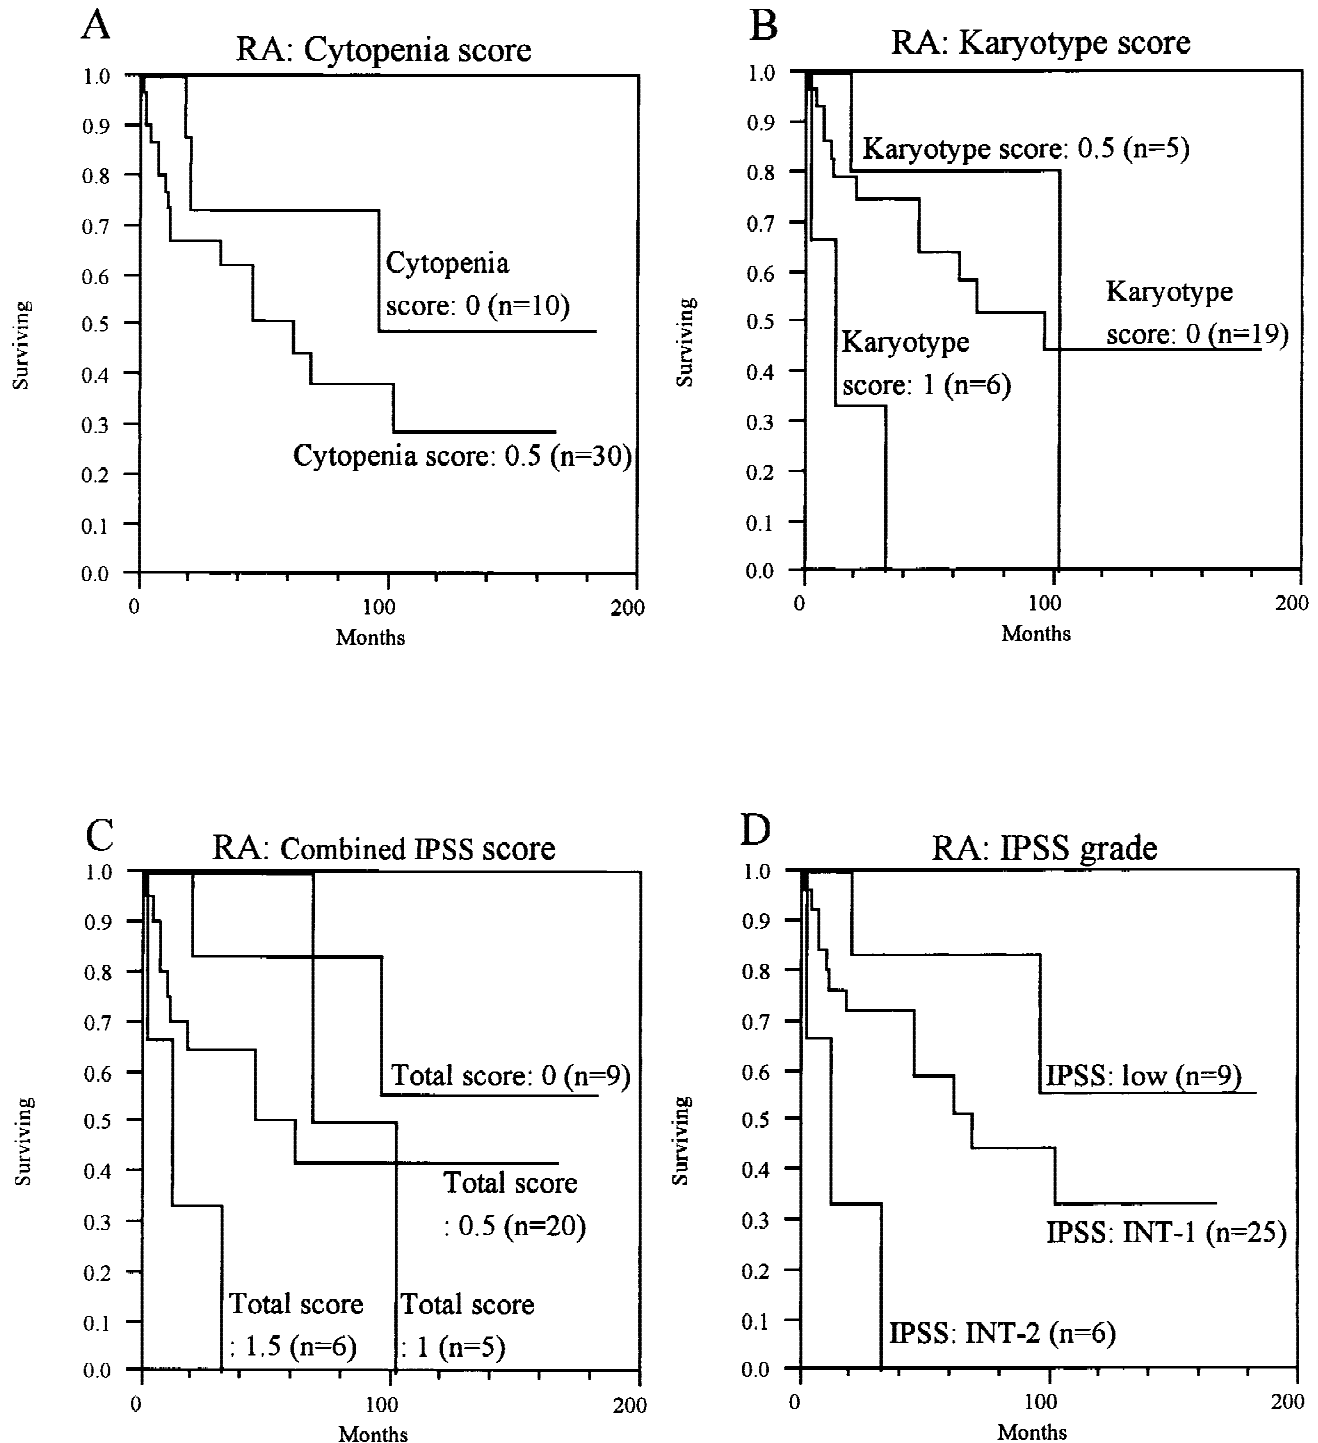 A
RA: Cytopenia score
1.0
0.9
0.8
0.7
0.6
0.5
0.4
0.3
0.2
0.1
0.0
Surviving
Cytopenia
score: 0 (n=10)
Cytopenia score: 0.5 (n=30)
0
100
200
Months
B
RA: Karyotype score
1.0
0.9
0.8
0.7
0.6
0.5
0.4
0.3
0.2
0.1
0.0
Surviving
Karyotype score: 0.5 (n=5)
Karyotype
score: 0 (n=19)
Karyotype
score: 1 (n=6)
0
100
200
Months
C
RA: Combined IPSS score
1.0
0.9
0.8
0.7
0.6
0.5
0.4
0.3
0.2
0.1
0.0
Surviving
Total score: 0 (n=9)
Total score
: 0.5 (n=20)
Total score
: 1.5 (n=6)
Total score
: 1 (n=5)
0
100
200
Months
D
RA: IPSS grade
1.0
0.9
0.8
0.7
0.6
0.5
0.4
0.3
0.2
0.1
0.0
Surviving
IPSS: low (n=9)
IPSS: INT-1 (n=25)
IPSS: INT-2 (n=6)
0
100
200
Months